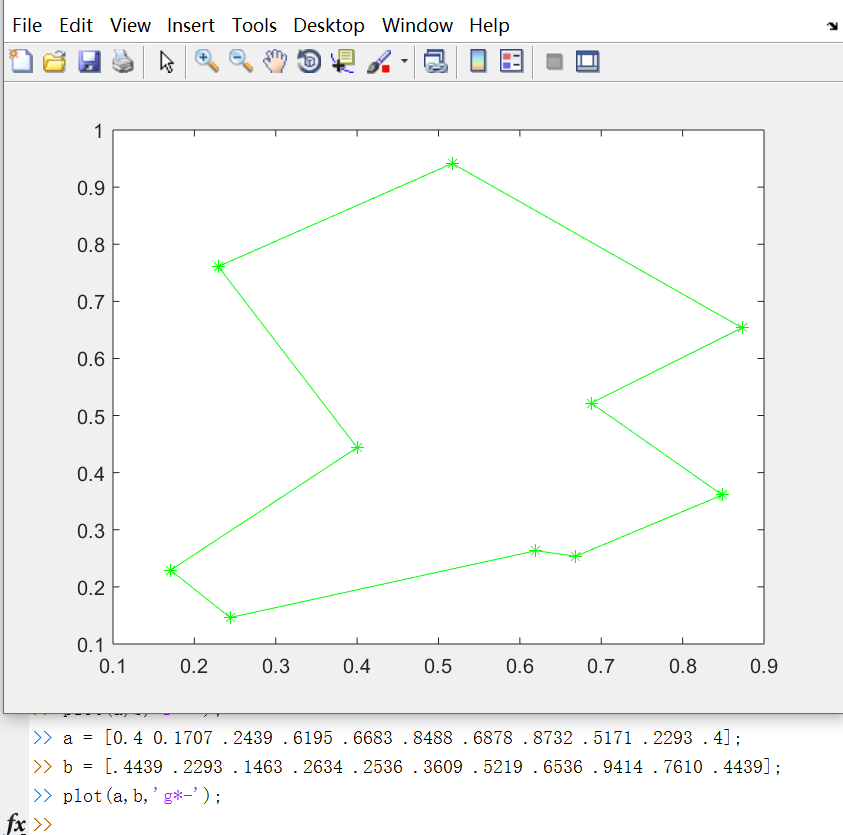 File Edit View Insert Tools Desktop Window Help
1
0.9
0.8
0.7
0.6
0.5
0.4
0.3
0.2
0.1
0.1 0.2 0.3 0.4 0.5 0.6 0.7 0.8 0.9
>> a = [0.4 0.1707 .2439 .6195 .6683 .8488 .6878 .8732 .5171 .2293 .4];
>> b = [.4439 .2293 .1463 .2634 .2536 .3609 .5219 .6536 .9414 .7610 .4439];
>> plot(a,b,'g*-');
fx >>